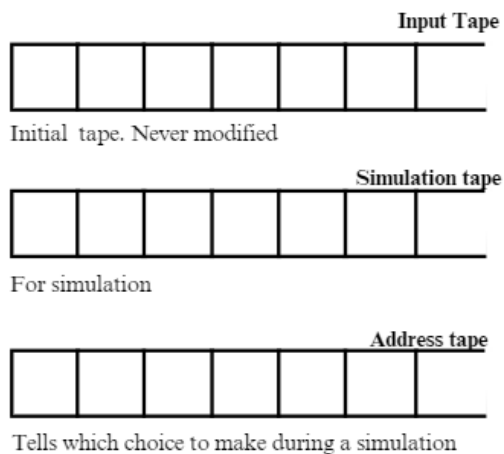 Input Tape
Initial tape. Never modified
Simulation tape
For simulation
Address tape
Tells which choice to make during a simulation